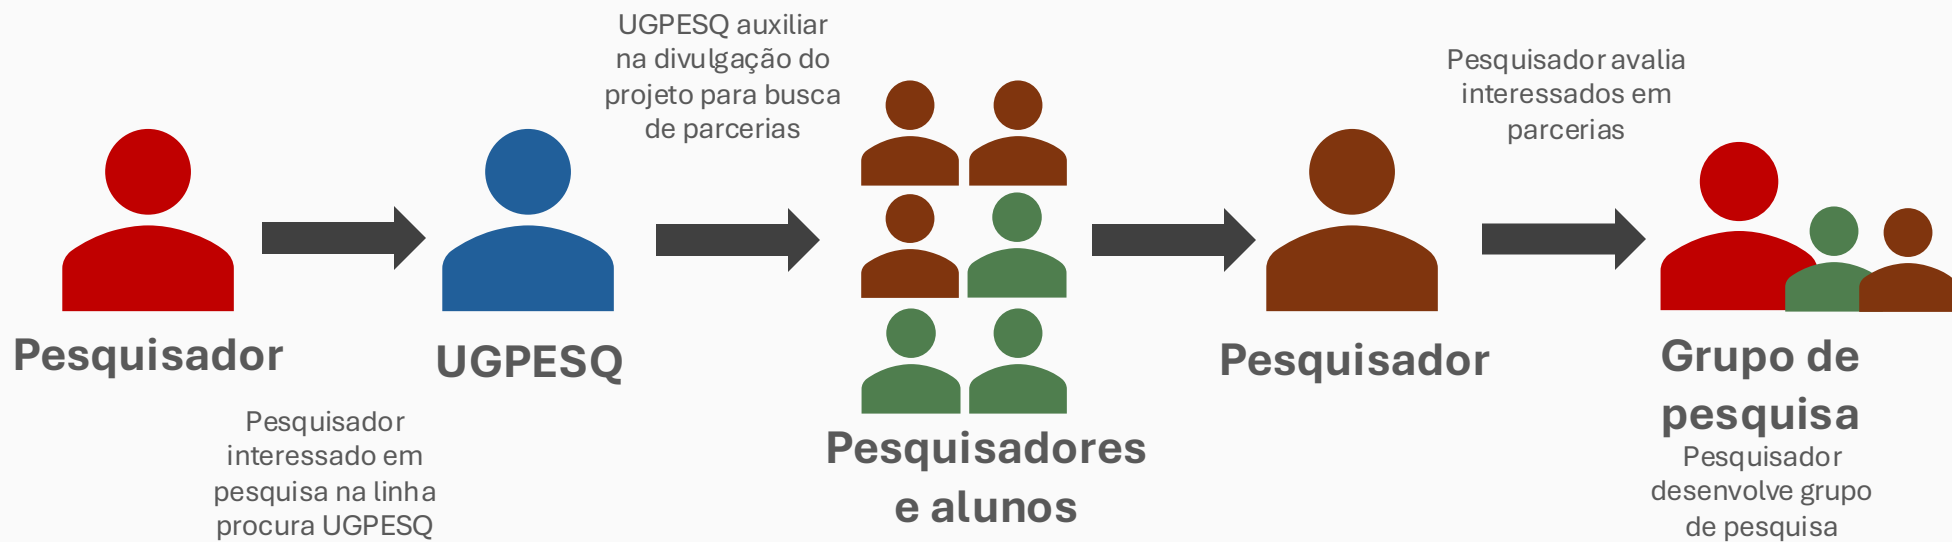 Pesquisador
Pesquisador
interessado em
pesquisa na linha
procura UGPESQ
UGPESQ
UGPESQ auxiliar
na divulgação do
projeto para busca
de parcerias
Pesquisadores
e alunos
Pesquisador
Pesquisador avalia
interessados em
parcerias
Grupo de
pesquisa
Pesquisador
desenvolve grupo
de pesquisa